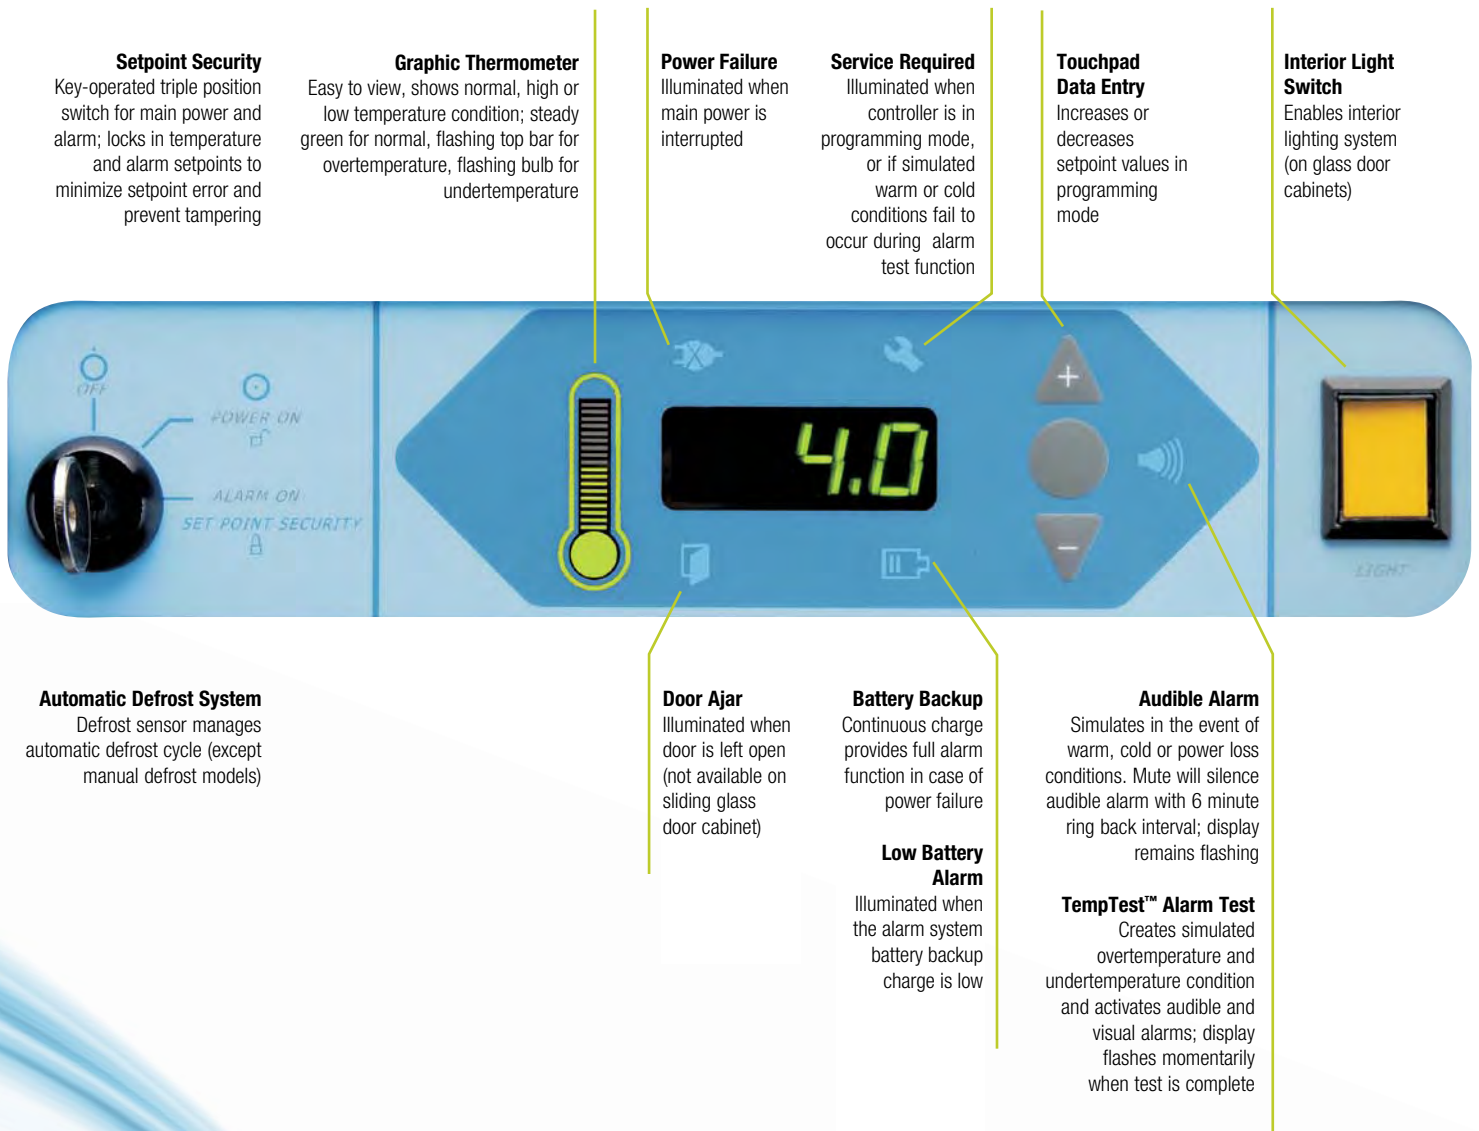 Setpoint Security
Key-operated triple position
switch for main power and
alarm; locks in temperature
and alarm setpoints to
minimize setpoint error and
prevent tampering
Graphic Thermometer
Easy to view, shows normal, high or
low temperature condition; steady
green for normal, flashing top bar for
overtemperature, flashing bulb for
undertemperature
Power Failure
Illuminated when
main power is
interrupted
Service Required
Illuminated when
controller is in
programming mode,
or if simulated
warm or cold
conditions fail to
occur during alarm
test function
Touchpad
Data Entry
Increases or
decreases
setpoint values in
programming
mode
Interior Light
Switch
Enables interior
lighting system
(on glass door
cabinets)
OFF
POWER ON
ALARM ON
SET POINT SECURITY
4.0
+
−
LIGHT
Automatic Defrost System
Defrost sensor manages
automatic defrost cycle (except
manual defrost models)
Door Ajar
Illuminated when
door is left open
(not available on
sliding glass
door cabinet)
Battery Backup
Continuous charge
provides full alarm
function in case of
power failure
Low Battery
Alarm
Illuminated when
the alarm system
battery backup
charge is low
Audible Alarm
Simulates in the event of
warm, cold or power loss
conditions. Mute will silence
audible alarm with 6 minute
ring back interval; display
remains flashing
TempTest™ Alarm Test
Creates simulated
overtemperature and
undertemperature condition
and activates audible and
visual alarms; display
flashes momentarily
when test is complete